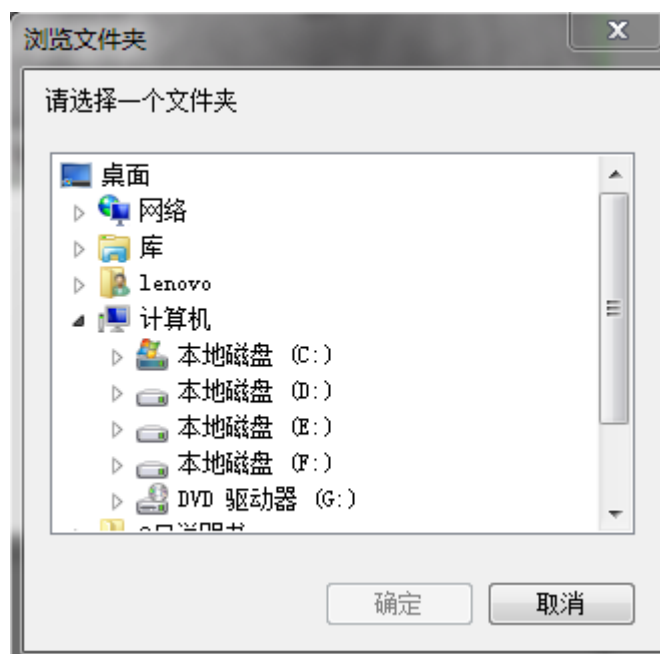 浏览文件夹
请选择一个文件夹
桌面
网络
库
lenovo
计算机
本地磁盘 (C:)
本地磁盘 (D:)
本地磁盘 (E:)
本地磁盘 (F:)
DVD 驱动器 (G:)
确定
取消